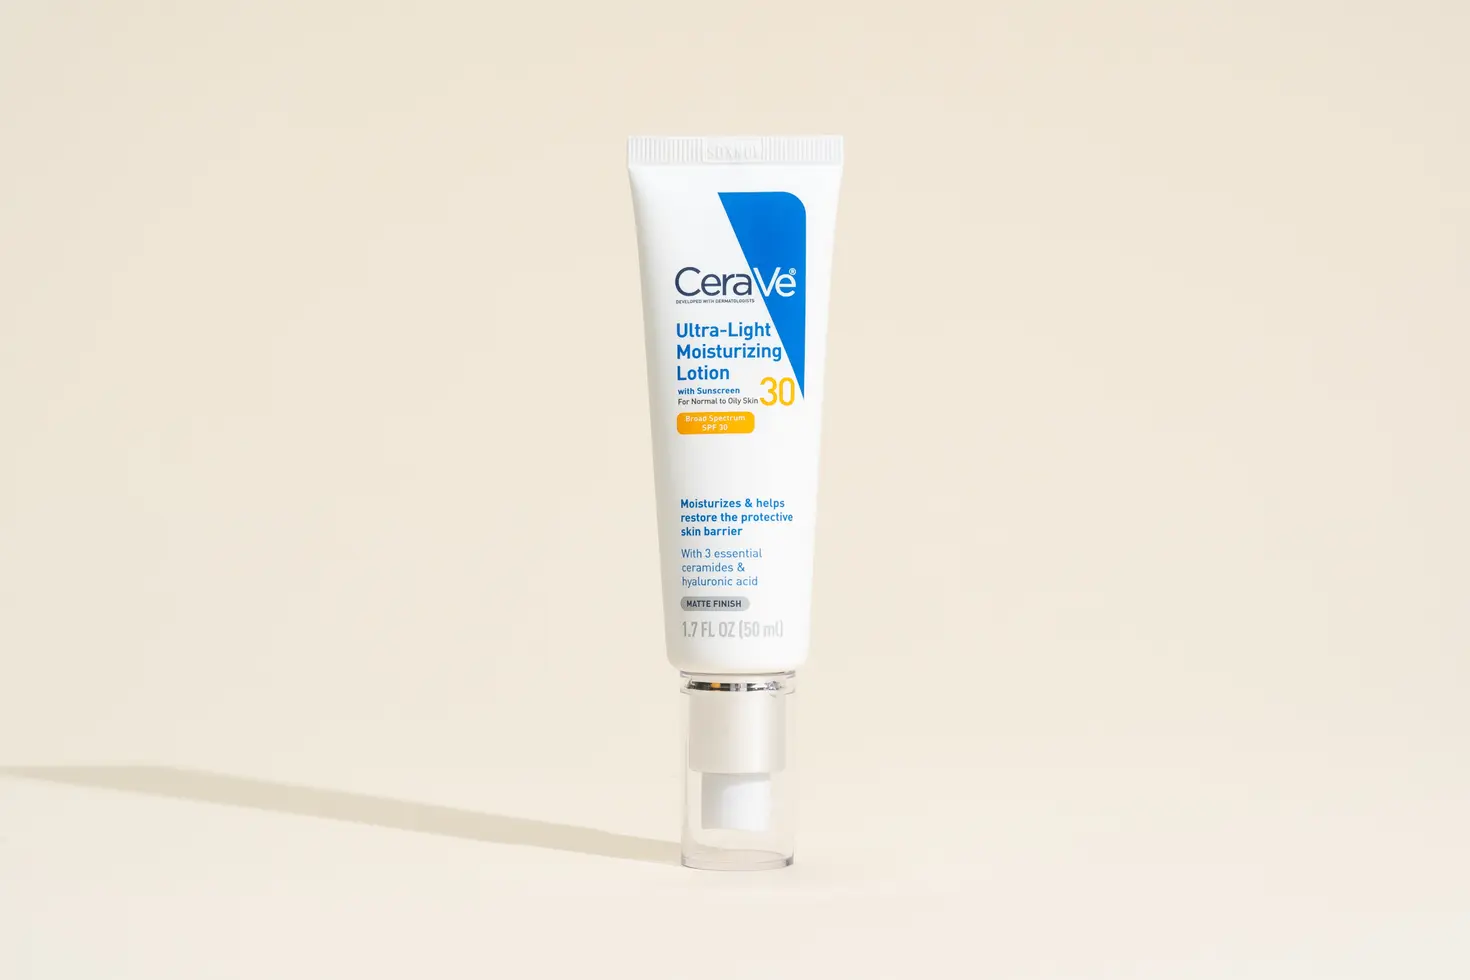 CeraVe®
DEVELOPED WITH DERMATOLOGISTS
Ultra-Light
Moisturizing
Lotion
with Sunscreen
For Normal to Oily Skin
30
Broad Spectrum
SPF 30
Moisturizes & helps
restore the protective
skin barrier
With 3 essential
ceramides &
hyaluronic acid
MATTE FINISH
1.7 FL OZ (50 ml)